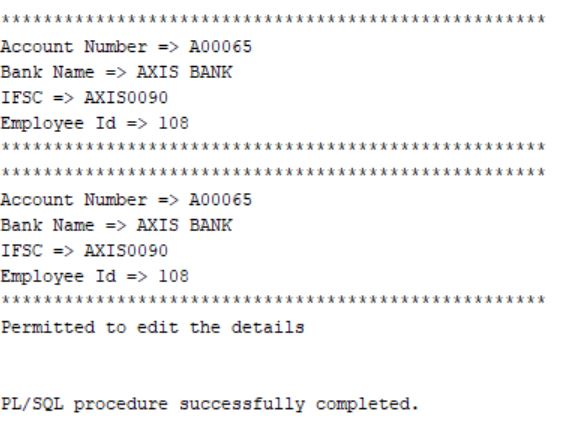 ****************************************************
Account Number => A00065
Bank Name => AXIS BANK
IFSC => AXIS0090
Employee Id => 108
****************************************************
****************************************************
Account Number => A00065
Bank Name => AXIS BANK
IFSC => AXIS0090
Employee Id => 108
****************************************************
Permitted to edit the details
PL/SQL procedure successfully completed.